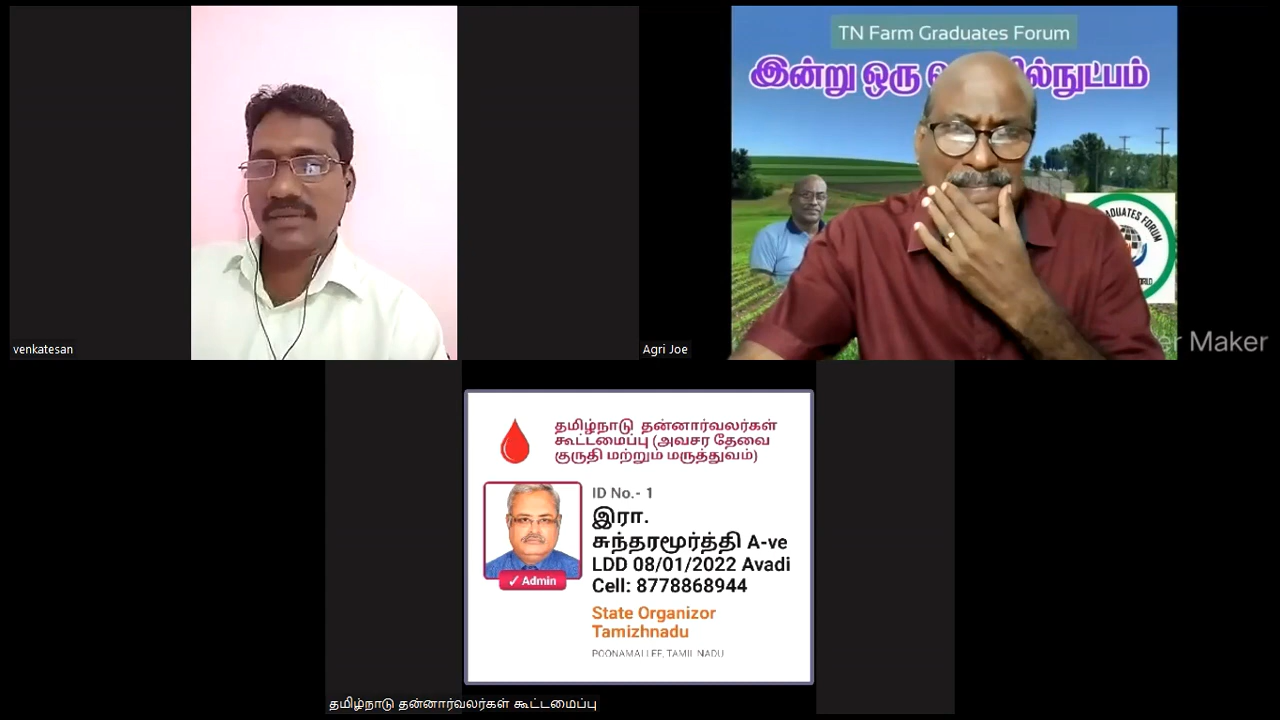 TN Farm Graduates Forum
இன்று ஒரு
venkatesan
Agri Joe
er Maker
தமிழ்நாடு தன்னார்வலர்கள்
கூட்டமைப்பு (அவசர தேவை
குருதி மற்றும் மருத்துவம்)
ID No.- 1
இரா.
சுந்தரமூர்த்தி A-ve
LDD 08/01/2022 Avadi
Cell: 8778868944
✓ Admin
State Organizor
Tamizhnadu
POONAMALLEE, TAMIL NADU
தமிழ்நாடு தன்னார்வலர்கள் கூட்டமைப்பு